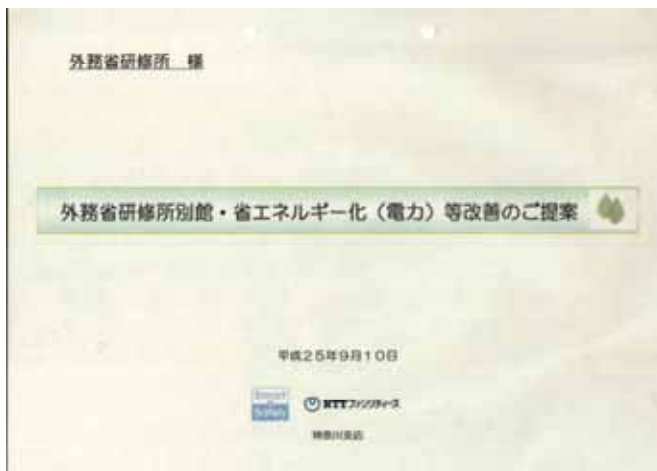 外務省研修所 様
外務省研修所別館・省エネルギー化（電力）等改善のご提案
平成25年9月10日
Smart & Safety
NTTファシリティーズ
神奈川支店